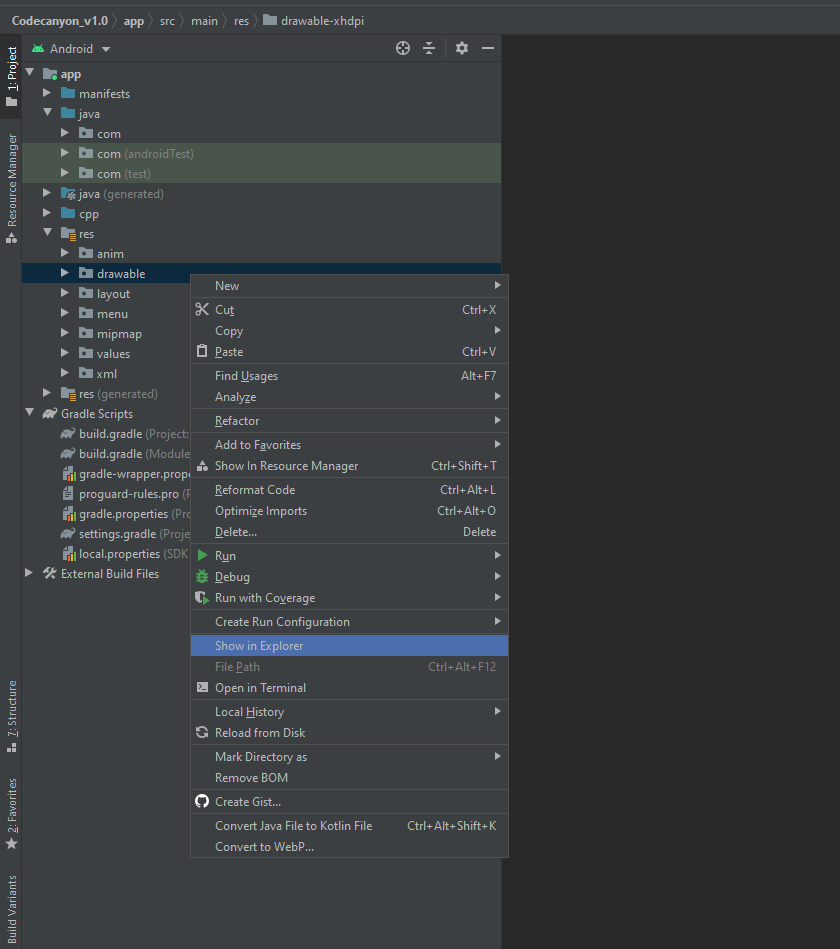 Codecanyon_v1.0 app src main res drawable-xhdpi
Android
1: Project
Resource Manager
7: Structure
2: Favorites
Build Variants
app
manifests
java
com
com (androidTest)
com (test)
java (generated)
cpp
res
anim
drawable
layout
menu
mipmap
values
xml
res (generated)
Gradle Scripts
build.gradle (Project:
build.gradle (Module
gradle-wrapper.prope
proguard-rules.pro (P
gradle.properties (Pro
settings.gradle (Proje
local.properties (SDK
External Build Files
New
Cut Ctrl+X
Copy
Paste Ctrl+V
Find Usages Alt+F7
Analyze
Refactor
Add to Favorites
Show In Resource Manager Ctrl+Shift+T
Reformat Code Ctrl+Alt+L
Optimize Imports Ctrl+Alt+O
Delete... Delete
Run
Debug
Run with Coverage
Create Run Configuration
Show in Explorer
File Path Ctrl+Alt+F12
Open in Terminal
Local History
Reload from Disk
Mark Directory as
Remove BOM
Create Gist...
Convert Java File to Kotlin File Ctrl+Alt+Shift+K
Convert to WebP...